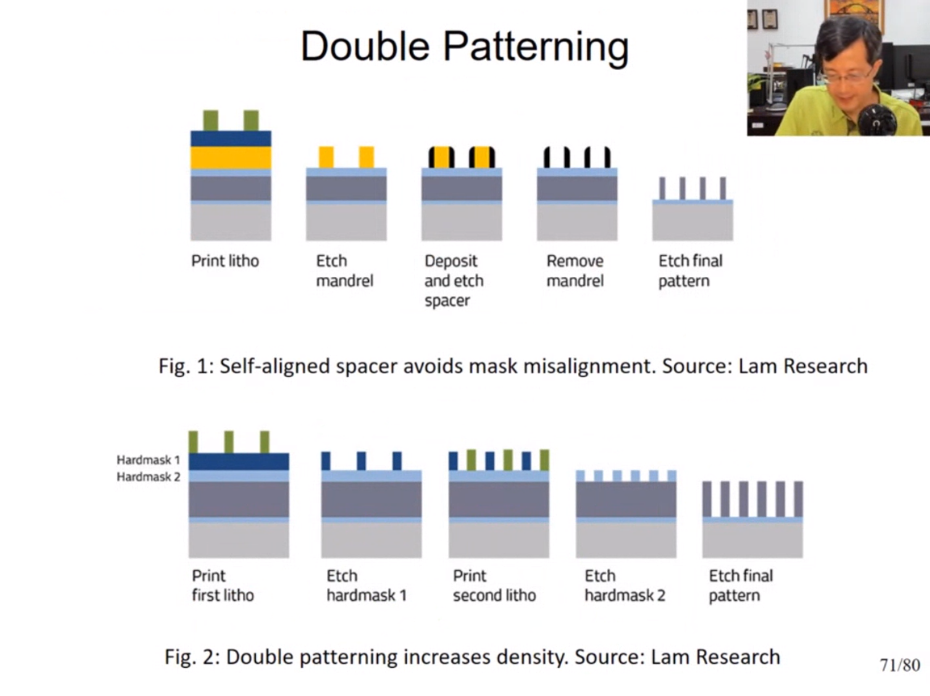 Double Patterning
Print litho
Etch
mandrel
Deposit
and etch
spacer
Remove
mandrel
Etch final
pattern
Fig. 1: Self-aligned spacer avoids mask misalignment. Source: Lam Research
Hardmask 1
Hardmask 2
Print
first litho
Etch
hardmask 1
Print
second litho
Etch
hardmask 2
Etch final
pattern
Fig. 2: Double patterning increases density. Source: Lam Research
71/80